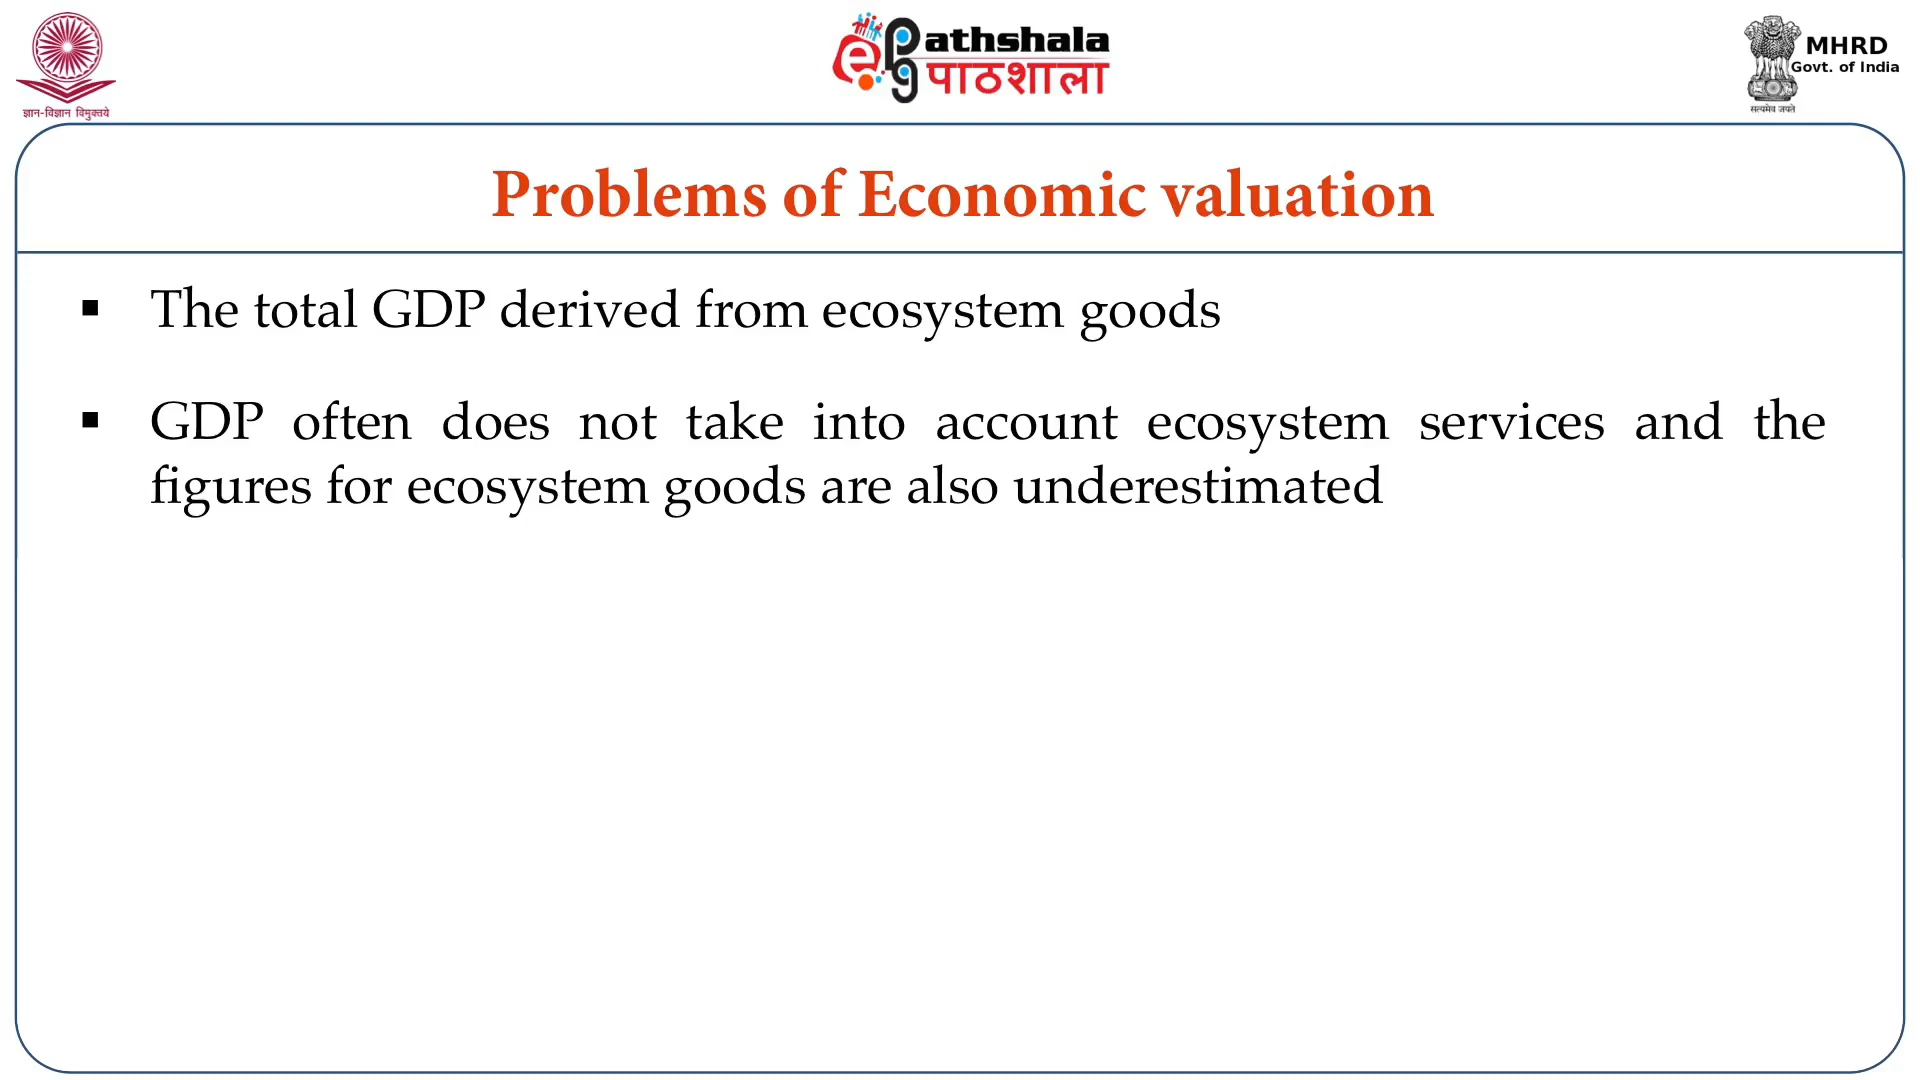 ज्ञान-विज्ञान विमुक्तये
ePathshala
पाठशाला
MHRD
Govt. of India
सत्यमेव जयते
Problems of Economic valuation
▪ The total GDP derived from ecosystem goods
▪ GDP often does not take into account ecosystem services and the
figures for ecosystem goods are also underestimated